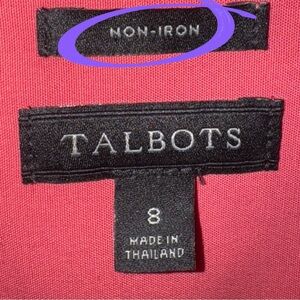 NON-IRON
TALBOTS
8
MADE IN
THAILAND